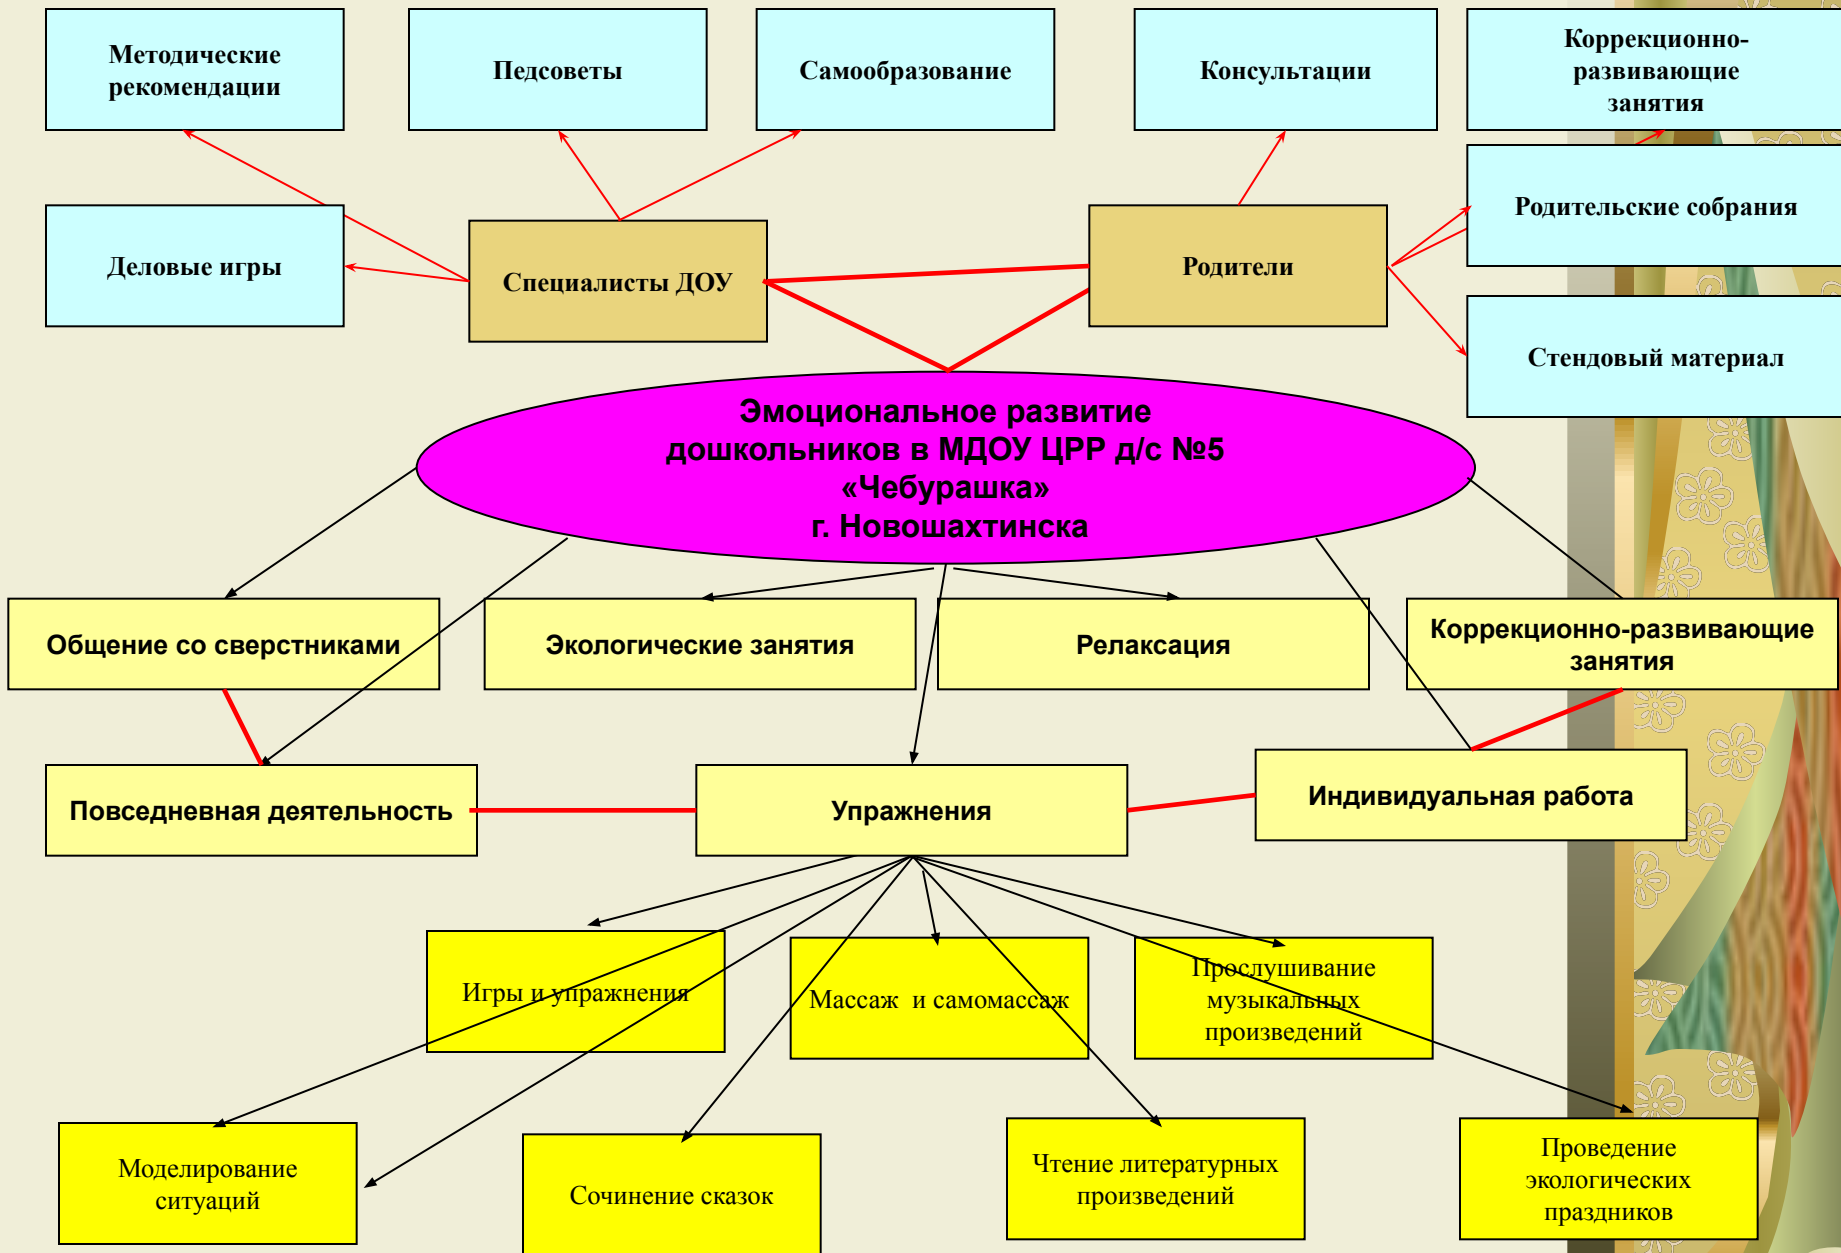 Методические
рекомендации
Педсоветы
Самообразование
Консультации
Коррекционно-
развивающие
занятия
Деловые игры
Специалисты ДОУ
Родители
Родительские собрания
Стендовый материал
Эмоциональное развитие
дошкольников в МДОУ ЦРР д/с №5
«Чебурашка»
г. Новошахтинска
Общение со сверстниками
Экологические занятия
Релаксация
Коррекционно-развивающие
занятия
Повседневная деятельность
Упражнения
Индивидуальная работа
Игры и упражнения
Массаж  и самомассаж
Прослушивание
музыкальных
произведений
Моделирование
ситуаций
Сочинение сказок
Чтение литературных
произведений
Проведение
экологических
праздников